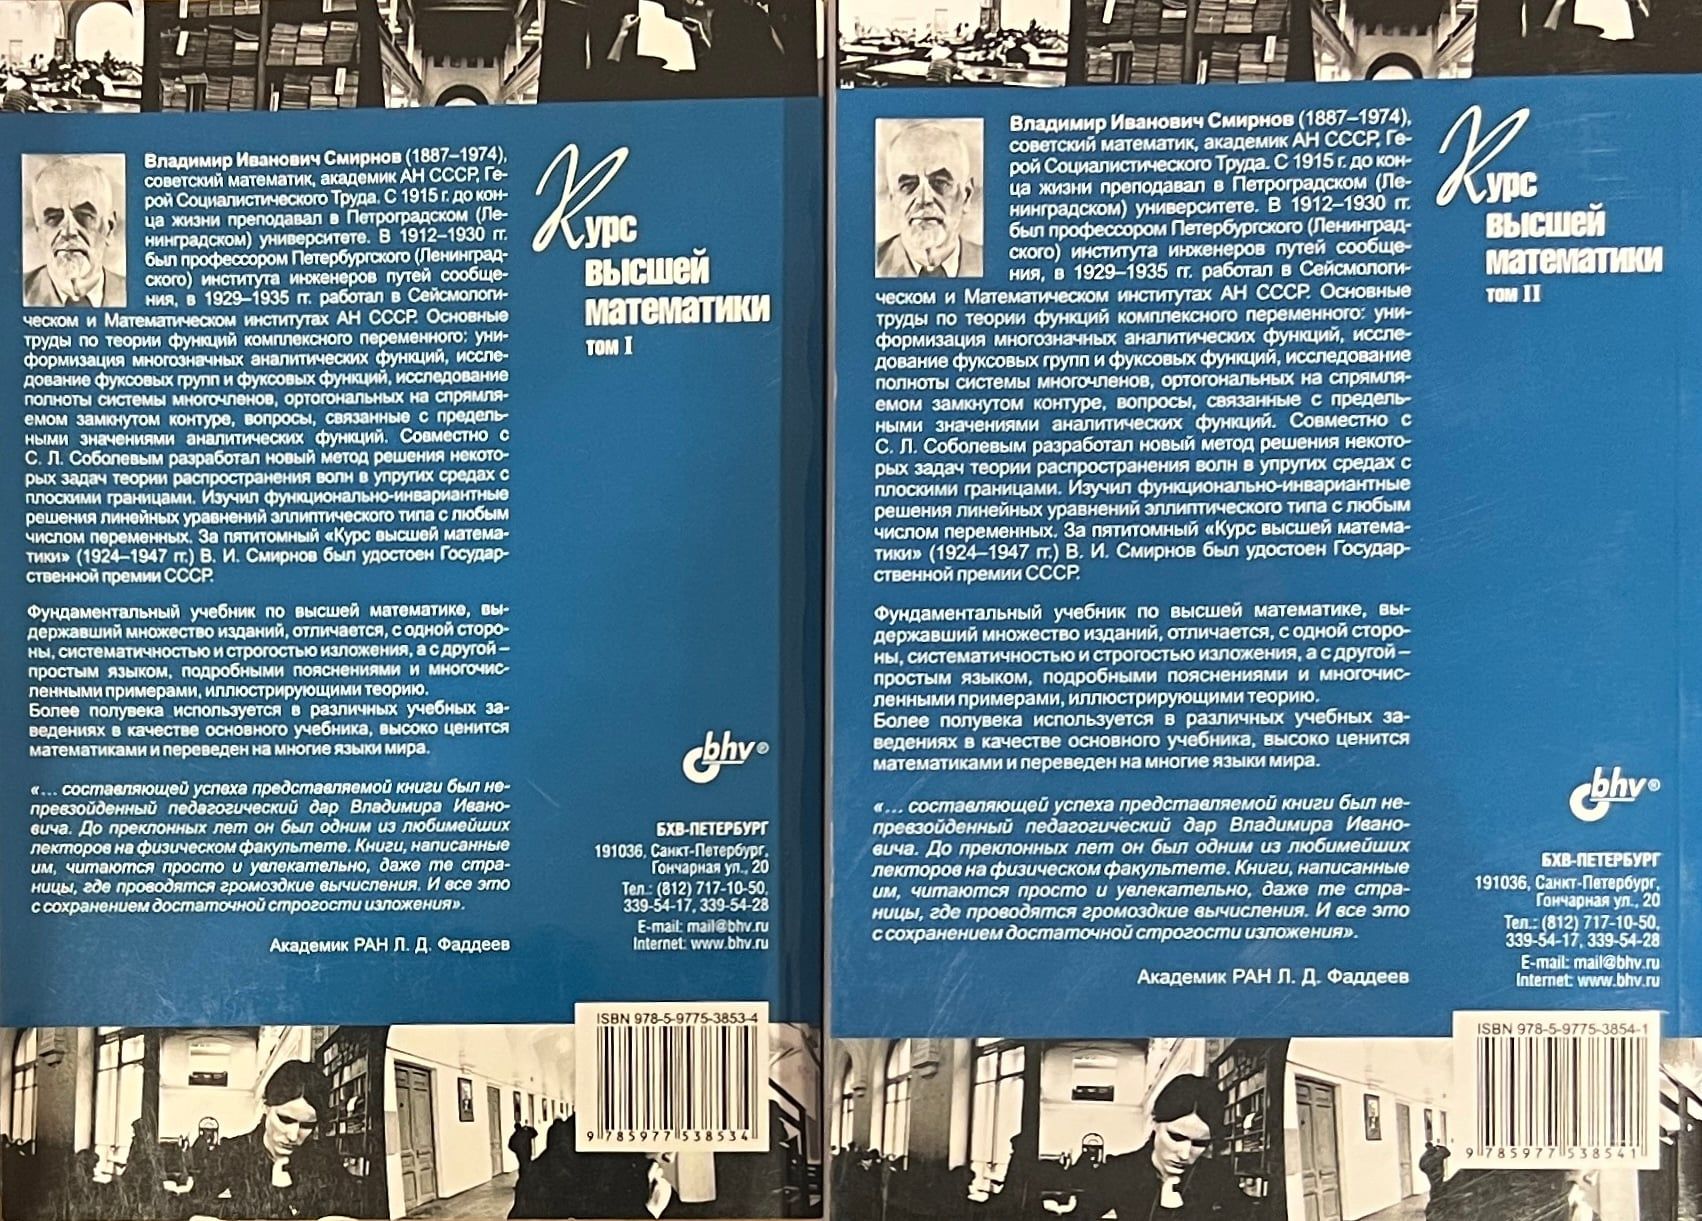 Владимир Иванович Смирнов (1887–1974),
советский математик, академик АН СССР, Ге-
рой Социалистического Труда. С 1915 г. до кон-
ца жизни преподавал в Петроградском (Ле-
нинградском) университете. В 1912–1930 гг.
был профессором Петербургского (Ленинград-
ского) института инженеров путей сообще-
ния, в 1929–1935 гг. работал в Сейсмологи-
ческом и Математическом институтах АН СССР. Основные
труды по теории функций комплексного переменного: уни-
формизация многозначных аналитических функций, иссле-
дование фуксовых групп и фуксовых функций, исследование
полноты системы многочленов, ортогональных на спрямля-
емом замкнутом контуре, вопросы, связанные с предель-
ными значениями аналитических функций. Совместно с
С. Л. Соболевым разработал новый метод решения некото-
рых задач теории распространения волн в упругих средах с
плоскими границами. Изучил функционально-инвариантные
решения линейных уравнений эллиптического типа с любым
числом переменных. За пятитомный «Курс высшей матема-
тики» (1924–1947 гг.) В. И. Смирнов был удостоен Государ-
ственной премии СССР.
Фундаментальный учебник по высшей математике, вы-
державший множество изданий, отличается, с одной сторо-
ны, систематичностью и строгостью изложения, а с другой –
простым языком, подробными пояснениями и многочис-
ленными примерами, иллюстрирующими теорию.
Более полувека используется в различных учебных за-
ведениях в качестве основного учебника, высоко ценится
математиками и переведен на многие языки мира.
«... составляющей успеха представляемой книги был не-
превзойденный педагогический дар Владимира Ивано-
вича. До преклонных лет он был одним из любимейших
лекторов на физическом факультете. Книги, написанные
им, читаются просто и увлекательно, даже те стра-
ницы, где проводятся громоздкие вычисления. И все это
с сохранением достаточной строгости изложения».
Академик РАН Л. Д. Фаддеев
Курс
высшей
математики
том I
bhv®
БХВ-ПЕТЕРБУРГ
191036, Санкт-Петербург,
Гончарная ул., 20
Тел.: (812) 717-10-50,
339-54-17, 339-54-28
E-mail: mail@bhv.ru
Internet: www.bhv.ru
ISBN 978-5-9775-3853-4
9 785977 538534
Владимир Иванович Смирнов (1887–1974),
советский математик, академик АН СССР, Ге-
рой Социалистического Труда. С 1915 г. до кон-
ца жизни преподавал в Петроградском (Ле-
нинградском) университете. В 1912–1930 гг.
был профессором Петербургского (Ленинград-
ского) института инженеров путей сообще-
ния, в 1929–1935 гг. работал в Сейсмологи-
ческом и Математическом институтах АН СССР. Основные
труды по теории функций комплексного переменного: уни-
формизация многозначных аналитических функций, иссле-
дование фуксовых групп и фуксовых функций, исследование
полноты системы многочленов, ортогональных на спрямля-
емом замкнутом контуре, вопросы, связанные с предель-
ными значениями аналитических функций. Совместно с
С. Л. Соболевым разработал новый метод решения некото-
рых задач теории распространения волн в упругих средах с
плоскими границами. Изучил функционально-инвариантные
решения линейных уравнений эллиптического типа с любым
числом переменных. За пятитомный «Курс высшей матема-
тики» (1924–1947 гг.) В. И. Смирнов был удостоен Государ-
ственной премии СССР.
Фундаментальный учебник по высшей математике, вы-
державший множество изданий, отличается, с одной сторо-
ны, систематичностью и строгостью изложения, а с другой –
простым языком, подробными пояснениями и многочис-
ленными примерами, иллюстрирующими теорию.
Более полувека используется в различных учебных за-
ведениях в качестве основного учебника, высоко ценится
математиками и переведен на многие языки мира.
«... составляющей успеха представляемой книги был не-
превзойденный педагогический дар Владимира Ивано-
вича. До преклонных лет он был одним из любимейших
лекторов на физическом факультете. Книги, написанные
им, читаются просто и увлекательно, даже те стра-
ницы, где проводятся громоздкие вычисления. И все это
с сохранением достаточной строгости изложения».
Академик РАН Л. Д. Фаддеев
Курс
высшей
математики
том II
bhv®
БХВ-ПЕТЕРБУРГ
191036, Санкт-Петербург,
Гончарная ул., 20
Тел.: (812) 717-10-50,
339-54-17, 339-54-28
E-mail: mail@bhv.ru
Internet: www.bhv.ru
ISBN 978-5-9775-3854-1
9 785977 538541